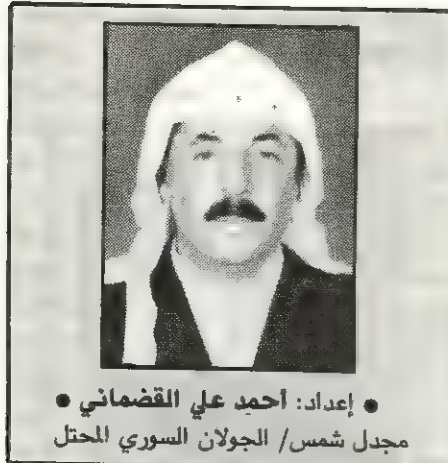 ● إعداد: أحمد علي القضماني ●
مجدل شمس/ الجولان السوري المحتل